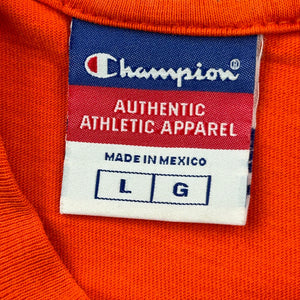 Champion®
AUTHENTIC
ATHLETIC APPAREL
MADE IN MEXICO
L G